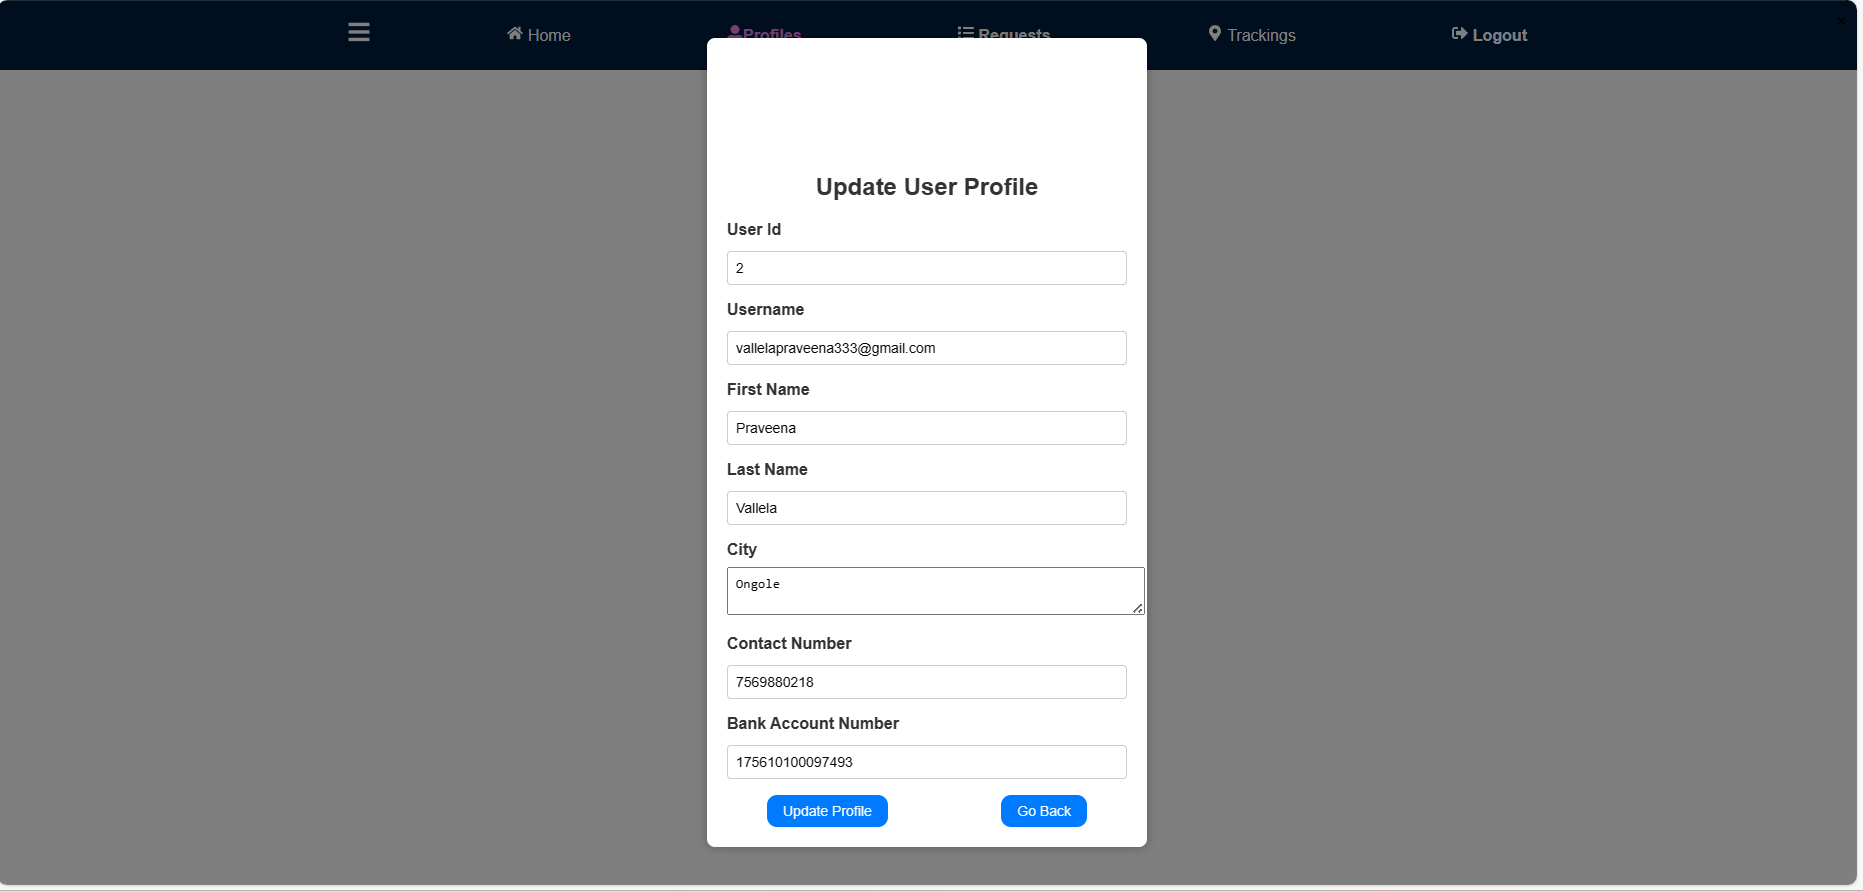 Home
Profiles
Requests
Trackings
Logout
×
Update User Profile
User Id
2
Username
vallelapraveena333@gmail.com
First Name
Praveena
Last Name
Vallela
City
Ongole
Contact Number
7569880218
Bank Account Number
175610100097493
Update Profile
Go Back